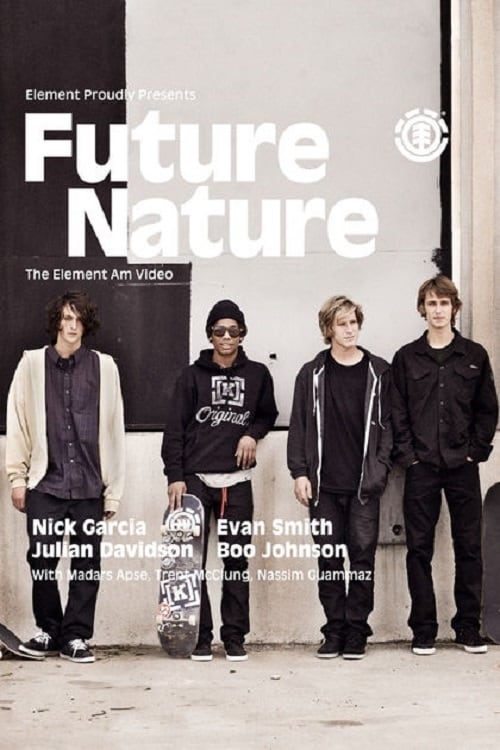 Element Proudly Presents
Future
Nature
The Element Am Video
[K]
Original.
Nick Garcia Evan Smith
Julian Davidson Boo Johnson
With Madars Apse, Trent McClung, Nassim Guammaz
[K]